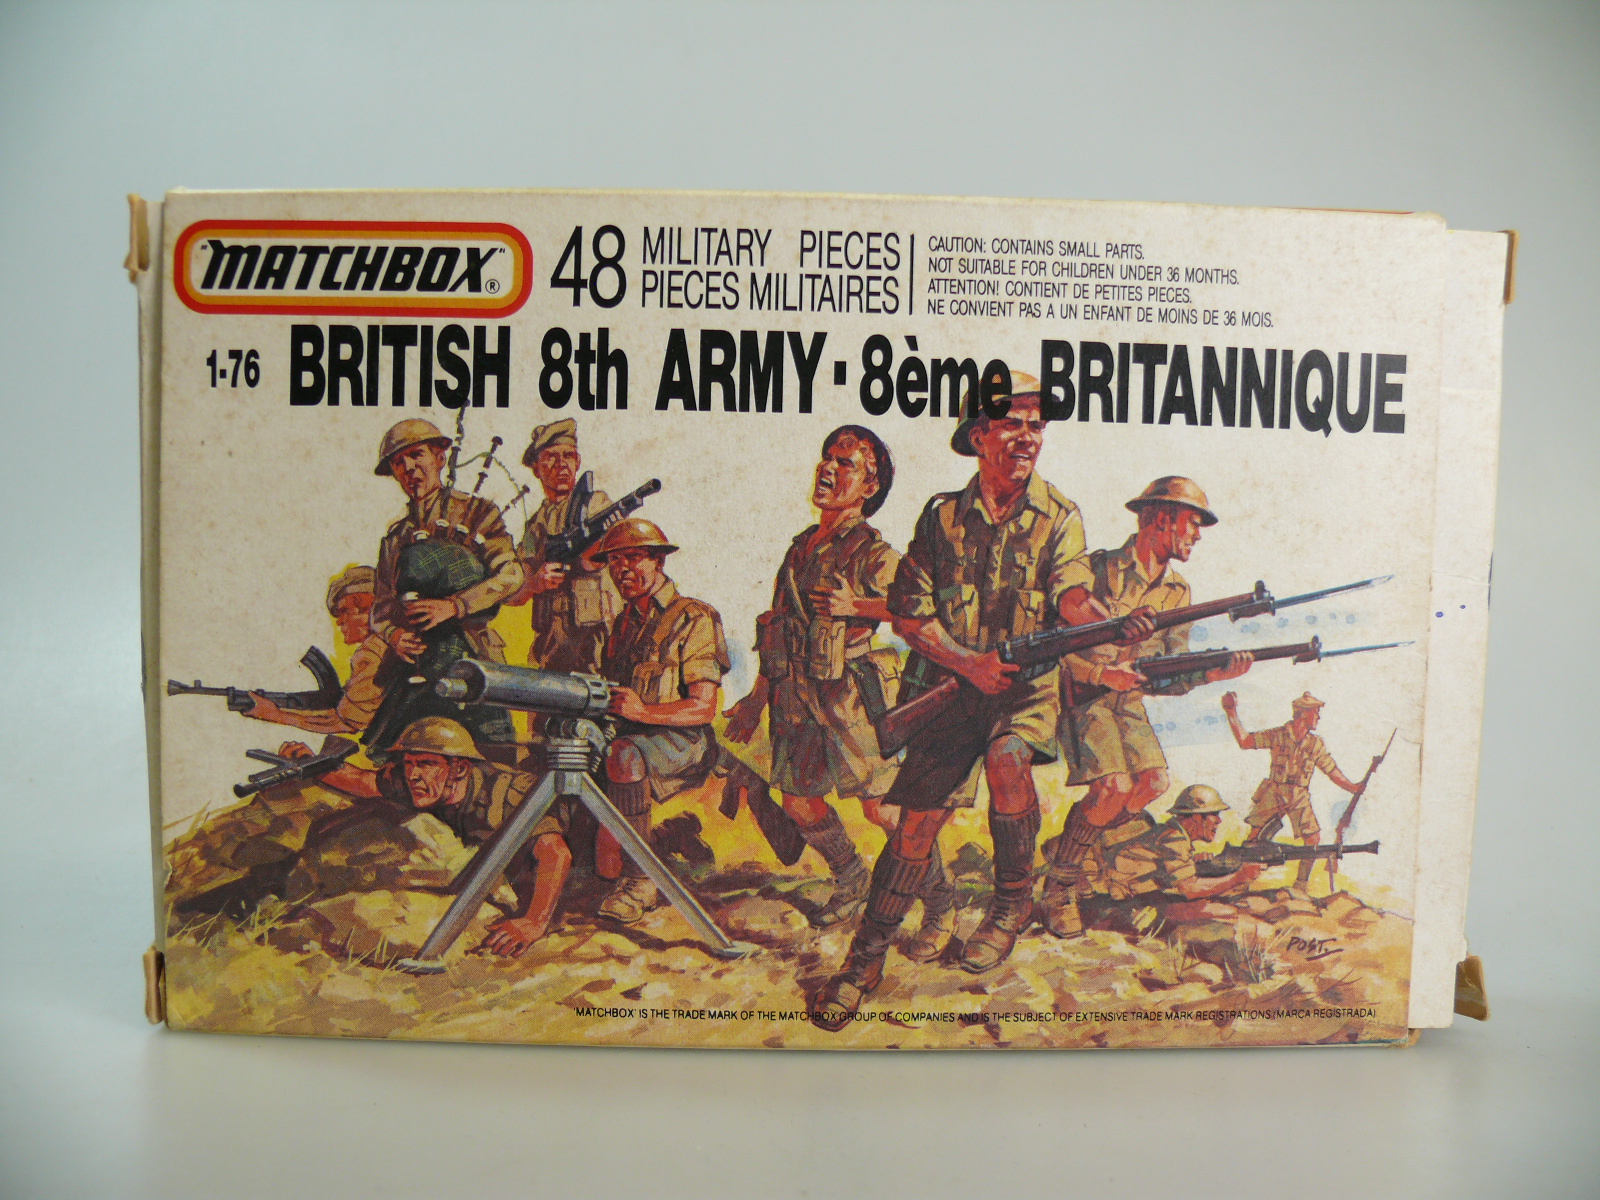 "MATCHBOX"®
48 MILITARY PIECES
PIECES MILITAIRES
CAUTION: CONTAINS SMALL PARTS.
NOT SUITABLE FOR CHILDREN UNDER 36 MONTHS.
ATTENTION! CONTIENT DE PETITES PIECES.
NE CONVIENT PAS A UN ENFANT DE MOINS DE 36 MOIS.
1-76 BRITISH 8th ARMY · 8ème BRITANNIQUE
POST
'MATCHBOX' IS THE TRADE MARK OF THE MATCHBOX GROUP OF COMPANIES AND IS THE SUBJECT OF EXTENSIVE TRADE MARK REGISTRATIONS (MARCA REGISTRADA)